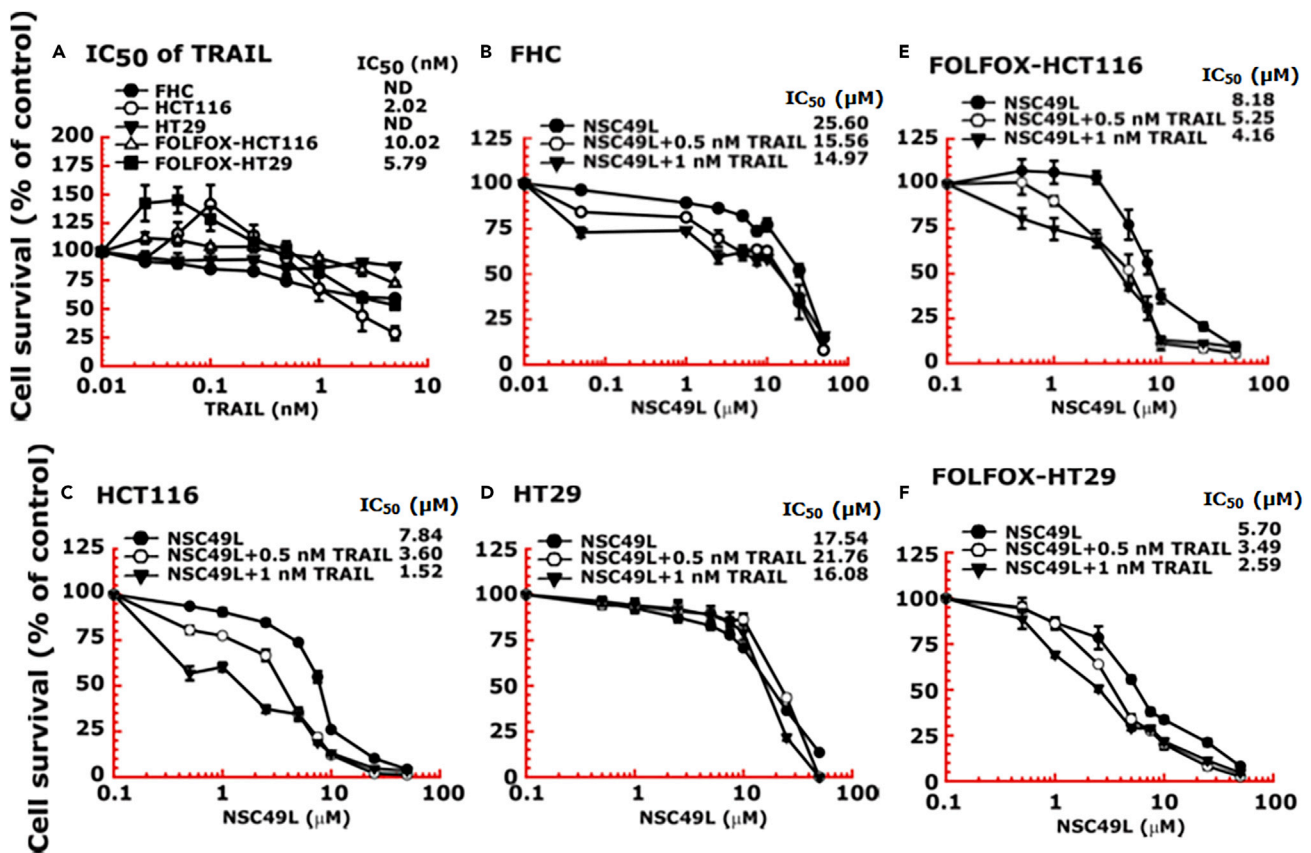 A IC50 of TRAIL
IC50 (nM)
FHC ND
HCT116 2.02
HT29 ND
FOLFOX-HCT116 10.02
FOLFOX-HT29 5.79
Cell survival (% of control)
200
175
150
125
100
75
50
25
0
0.01 0.1 1 10
TRAIL (nM)
B FHC
IC50 (µM)
NSC49L 25.60
NSC49L+0.5 nM TRAIL 15.56
NSC49L+1 nM TRAIL 14.97
125
100
75
50
25
0
0.01 0.1 1 10 100
NSC49L (µM)
E FOLFOX-HCT116
IC50 (µM)
NSC49L 8.18
NSC49L+0.5 nM TRAIL 5.25
NSC49L+1 nM TRAIL 4.16
125
100
75
50
25
0
0.1 1 10 100
NSC49L (µM)
C HCT116
IC50 (µM)
NSC49L 7.84
NSC49L+0.5 nM TRAIL 3.60
NSC49L+1 nM TRAIL 1.52
Cell survival (% of control)
125
100
75
50
25
0
0.1 1 10 100
NSC49L (µM)
D HT29
IC50 (µM)
NSC49L 17.54
NSC49L+0.5 nM TRAIL 21.76
NSC49L+1 nM TRAIL 16.08
125
100
75
50
25
0
0.1 1 10 100
NSC49L (µM)
F FOLFOX-HT29
IC50 (µM)
NSC49L 5.70
NSC49L+0.5 nM TRAIL 3.49
NSC49L+1 nM TRAIL 2.59
125
100
75
50
25
0
0.1 1 10 100
NSC49L (µM)